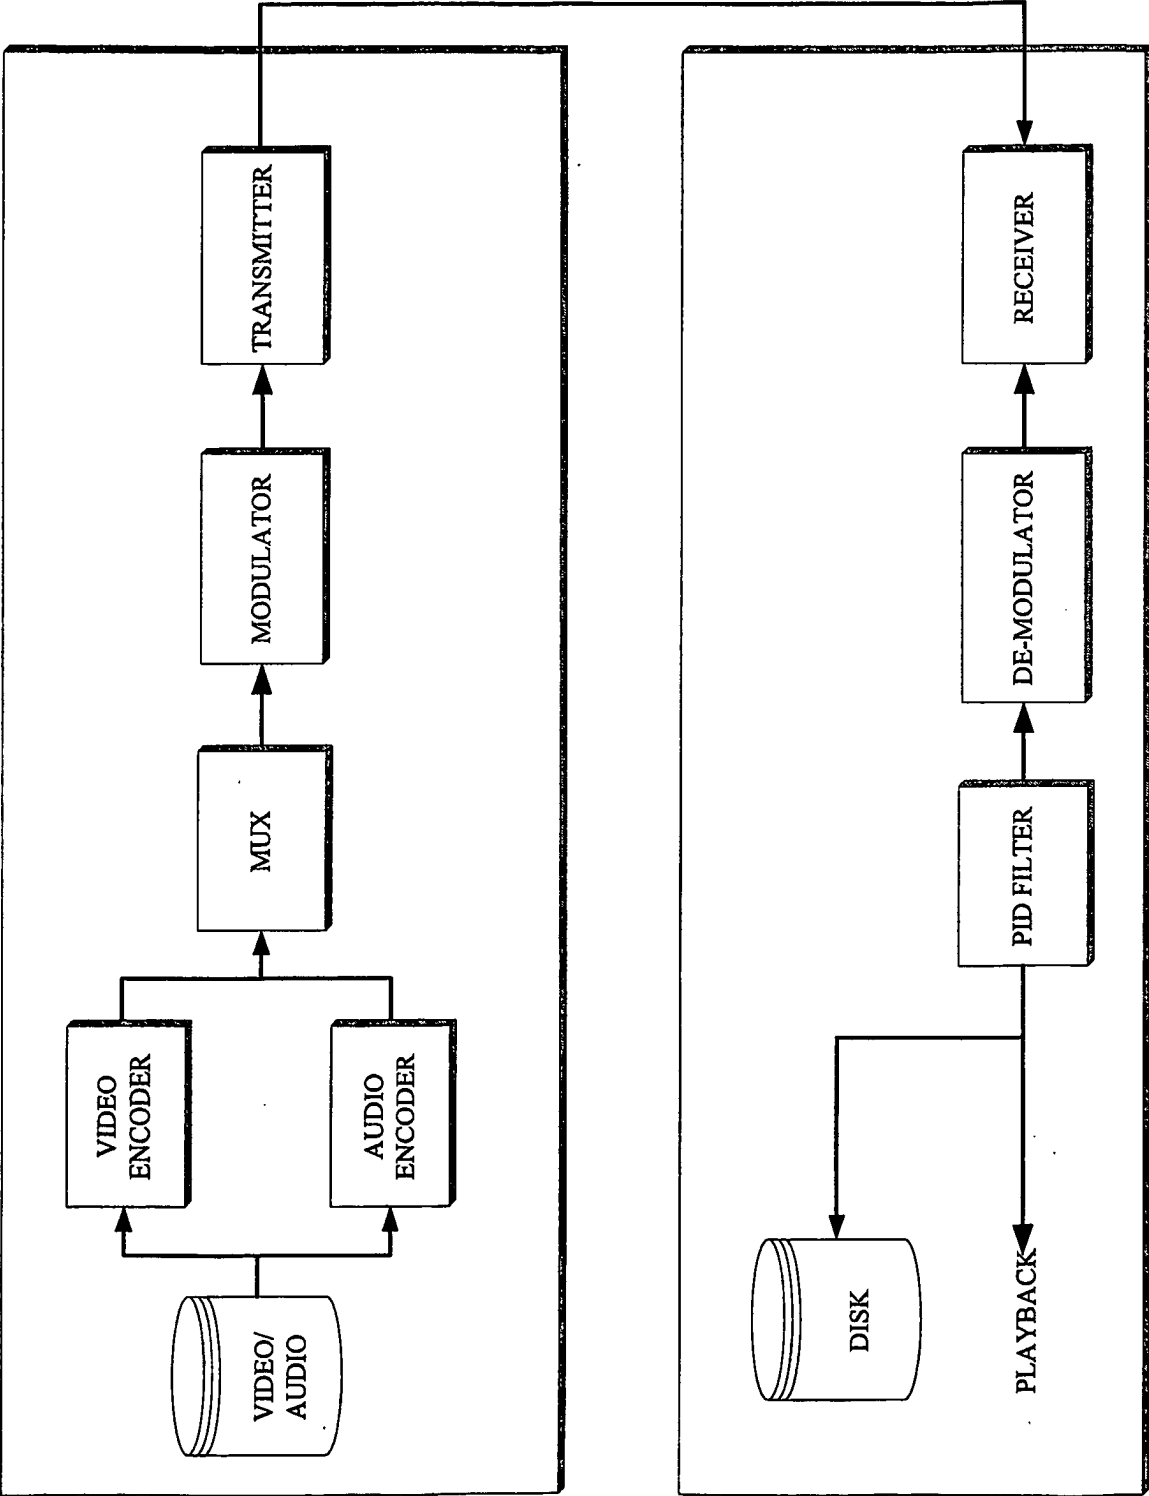 VIDEO/
AUDIO
VIDEO
ENCODER
AUDIO
ENCODER
MUX
MODULATOR
TRANSMITTER
DISK
PLAYBACK
PID FILTER
DE-MODULATOR
RECEIVER